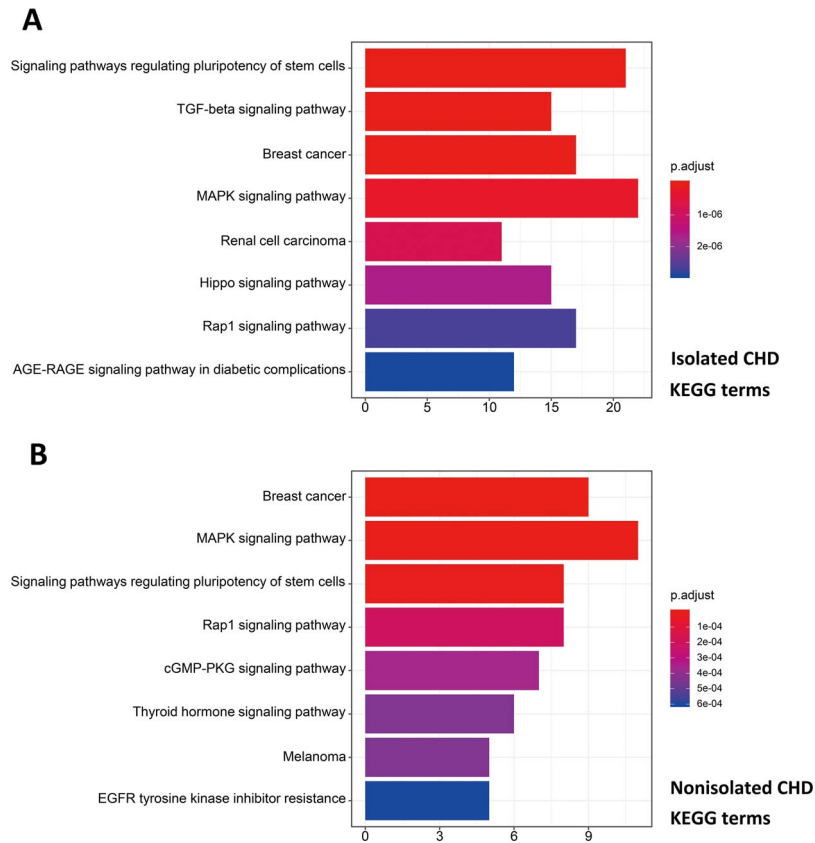 A
Signaling pathways regulating pluripotency of stem cells
TGF-beta signaling pathway
Breast cancer
MAPK signaling pathway
Renal cell carcinoma
Hippo signaling pathway
Rap1 signaling pathway
AGE-RAGE signaling pathway in diabetic complications
0 5 10 15 20
p.adjust
1e-06
2e-06
Isolated CHD
KEGG terms
B
Breast cancer
MAPK signaling pathway
Signaling pathways regulating pluripotency of stem cells
Rap1 signaling pathway
cGMP-PKG signaling pathway
Thyroid hormone signaling pathway
Melanoma
EGFR tyrosine kinase inhibitor resistance
0 3 6 9
p.adjust
1e-04
2e-04
3e-04
4e-04
5e-04
6e-04
Nonisolated CHD
KEGG terms